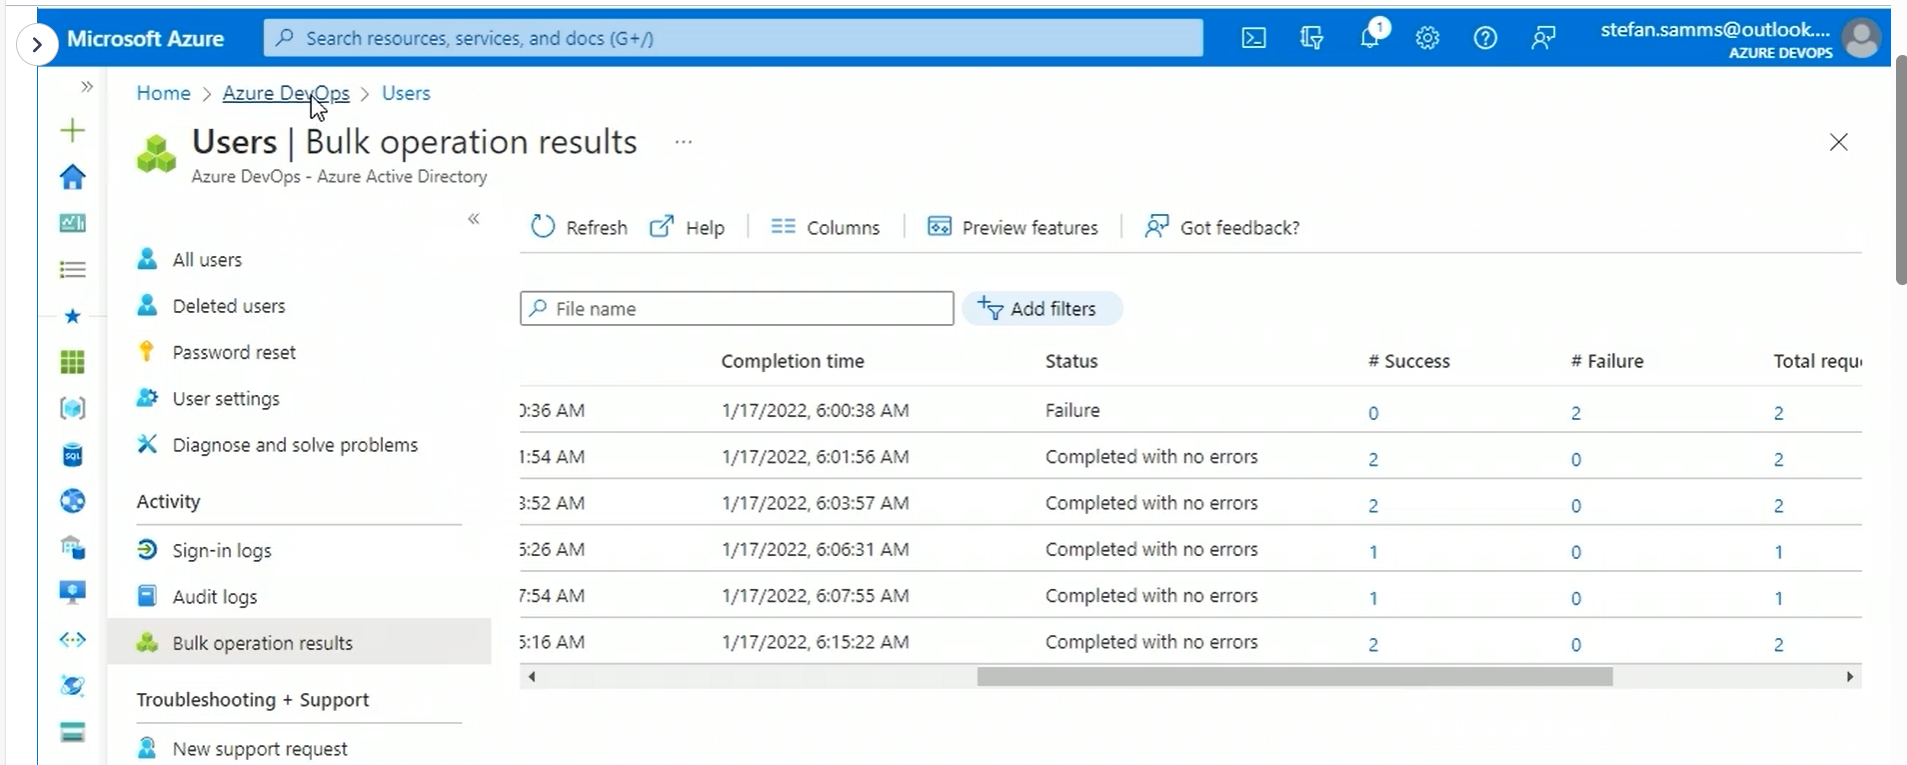 Microsoft Azure
Search resources, services, and docs (G+/)
1
stefan.samms@outlook....
AZURE DEVOPS
Home > Azure DevOps > Users
Users | Bulk operation results ...
Azure DevOps - Azure Active Directory
Refresh Help Columns Preview features Got feedback?
All users
Deleted users
Password reset
User settings
Diagnose and solve problems
Activity
Sign-in logs
Audit logs
Bulk operation results
Troubleshooting + Support
New support request
File name
Add filters
Completion time Status # Success # Failure Total requ
0:36 AM 1/17/2022, 6:00:38 AM Failure 0 2 2
1:54 AM 1/17/2022, 6:01:56 AM Completed with no errors 2 0 2
3:52 AM 1/17/2022, 6:03:57 AM Completed with no errors 2 0 2
6:26 AM 1/17/2022, 6:06:31 AM Completed with no errors 1 0 1
7:54 AM 1/17/2022, 6:07:55 AM Completed with no errors 1 0 1
5:16 AM 1/17/2022, 6:15:22 AM Completed with no errors 2 0 2
SQL